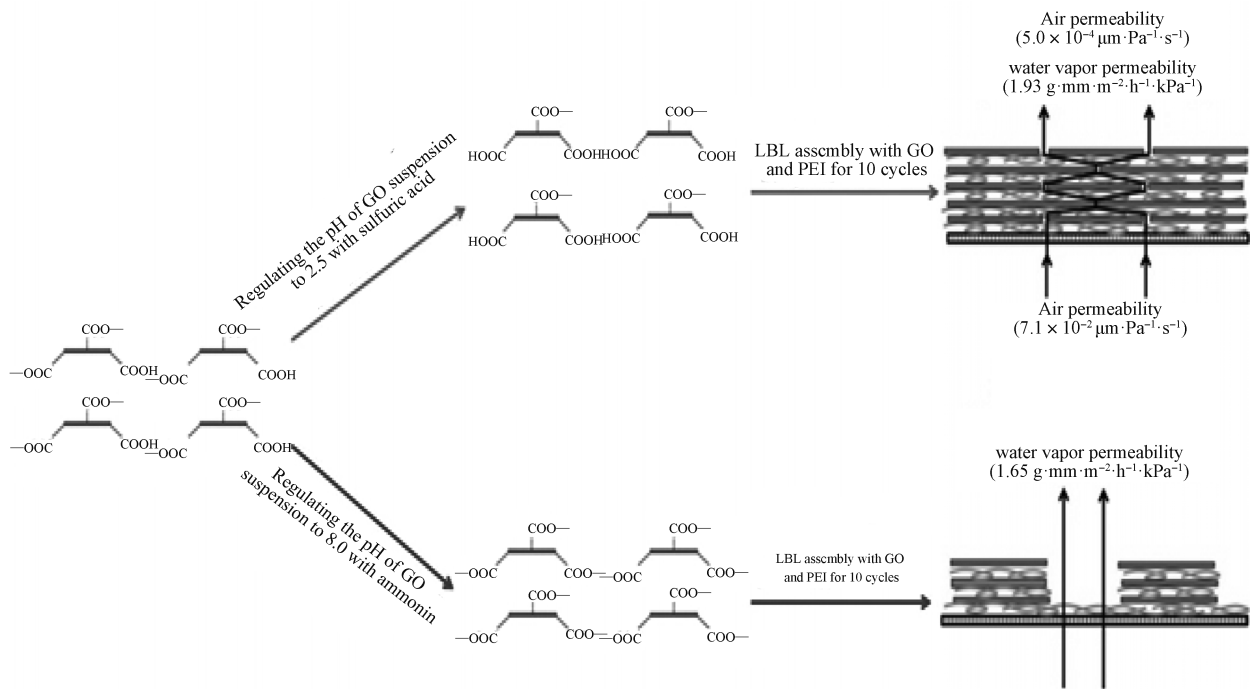 Air permeability
(5.0 × 10⁻⁴ μm·Pa⁻¹·s⁻¹)
water vapor permeability
(1.93 g·mm·m⁻²·h⁻¹·kPa⁻¹)
COO—
COO—
HOOC
COOHHOOC
COOH
LBL asscmbly with GO
and PEI for 10 cycles
Regulating the pH of GO suspension
to 2.5 with sulfuric acid
COO—
COO—
HOOC
COOHHOOC
COOH
Air permeability
(7.1 × 10⁻² μm·Pa⁻¹·s⁻¹)
COO—
COO—
—OOC
COOH
—OOC
COOH
COO—
COO—
—OOC
COOH
—OOC
COOH
water vapor permeability
(1.65 g·mm·m⁻²·h⁻¹·kPa⁻¹)
Regulating the pH of GO
suspension to 8.0 with ammonin
COO—
COO—
—OOC
COO—
—OOC
COO—
LBL asscmbly with GO
and PEI for 10 cycles
COO—
COO—
—OOC
COO—
—OOC
COO—